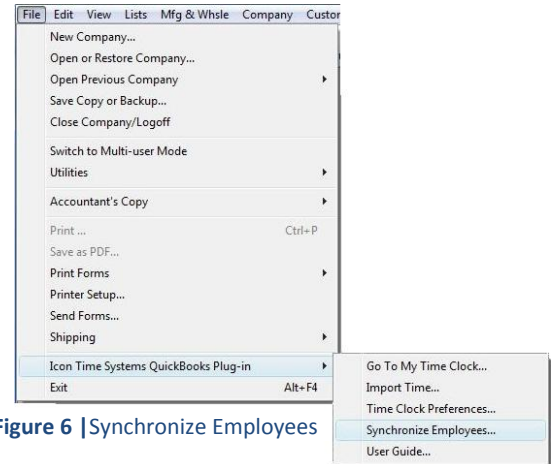 File Edit View Lists Mfg & Whsle Company Custor
New Company...
Open or Restore Company...
Open Previous Company
Save Copy or Backup...
Close Company/Logoff
Switch to Multi-user Mode
Utilities
Accountant's Copy
Print ... Ctrl+P
Save as PDF...
Print Forms
Printer Setup...
Send Forms...
Shipping
Icon Time Systems QuickBooks Plug-in
Exit Alt+F4
Go To My Time Clock...
Import Time...
Time Clock Preferences...
Synchronize Employees...
User Guide...
Figure 6 |Synchronize Employees